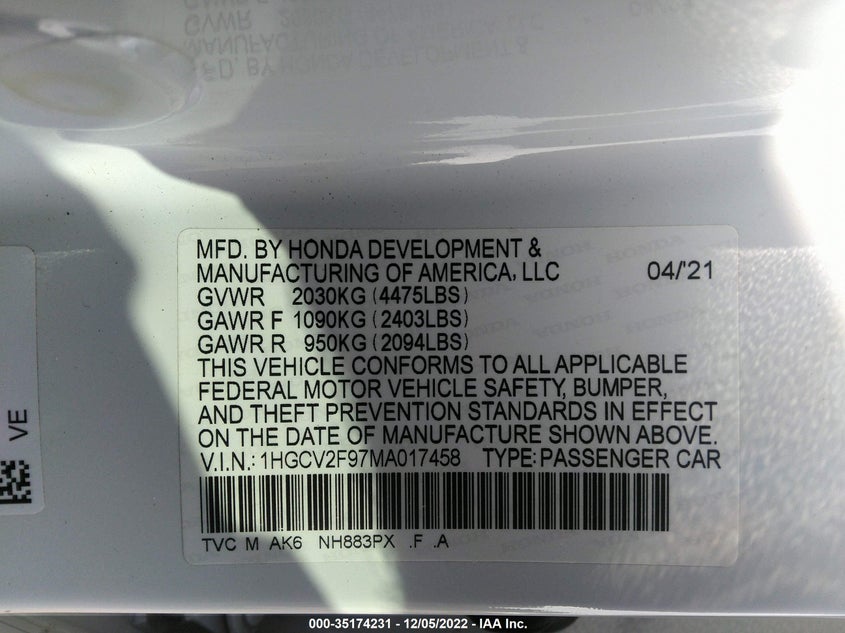 MFD. BY HONDA DEVELOPMENT &
MANUFACTURING OF AMERICA, LLC 04/'21
GVWR 2030KG (4475LBS)
GAWR F 1090KG (2403LBS)
GAWR R 950KG (2094LBS)
THIS VEHICLE CONFORMS TO ALL APPLICABLE
FEDERAL MOTOR VEHICLE SAFETY, BUMPER,
AND THEFT PREVENTION STANDARDS IN EFFECT
ON THE DATE OF MANUFACTURE SHOWN ABOVE.
V.I.N.: 1HGCV2F97MA017458 TYPE: PASSENGER CAR
TVC M AK6 NH883PX .F .A
VE
000-35174231 - 12/05/2022 - IAA Inc.